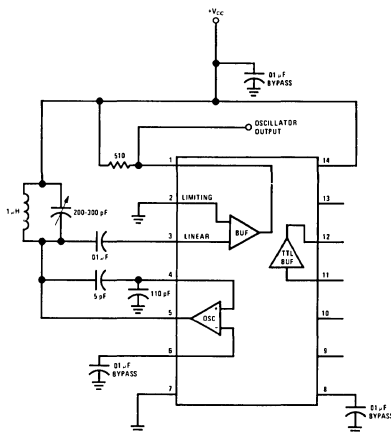 +VCC
.01 µF
BYPASS
OSCILLATOR
OUTPUT
510
1
14
1 µH
200-300 pF
2
LIMITING
13
BUF
3
LINEAR
12
.01 µF
TTL
BUF
4
11
5 pF
110 pF
5
OSC
+
-
10
6
9
.01 µF
BYPASS
7
8
.01 µF
BYPASS